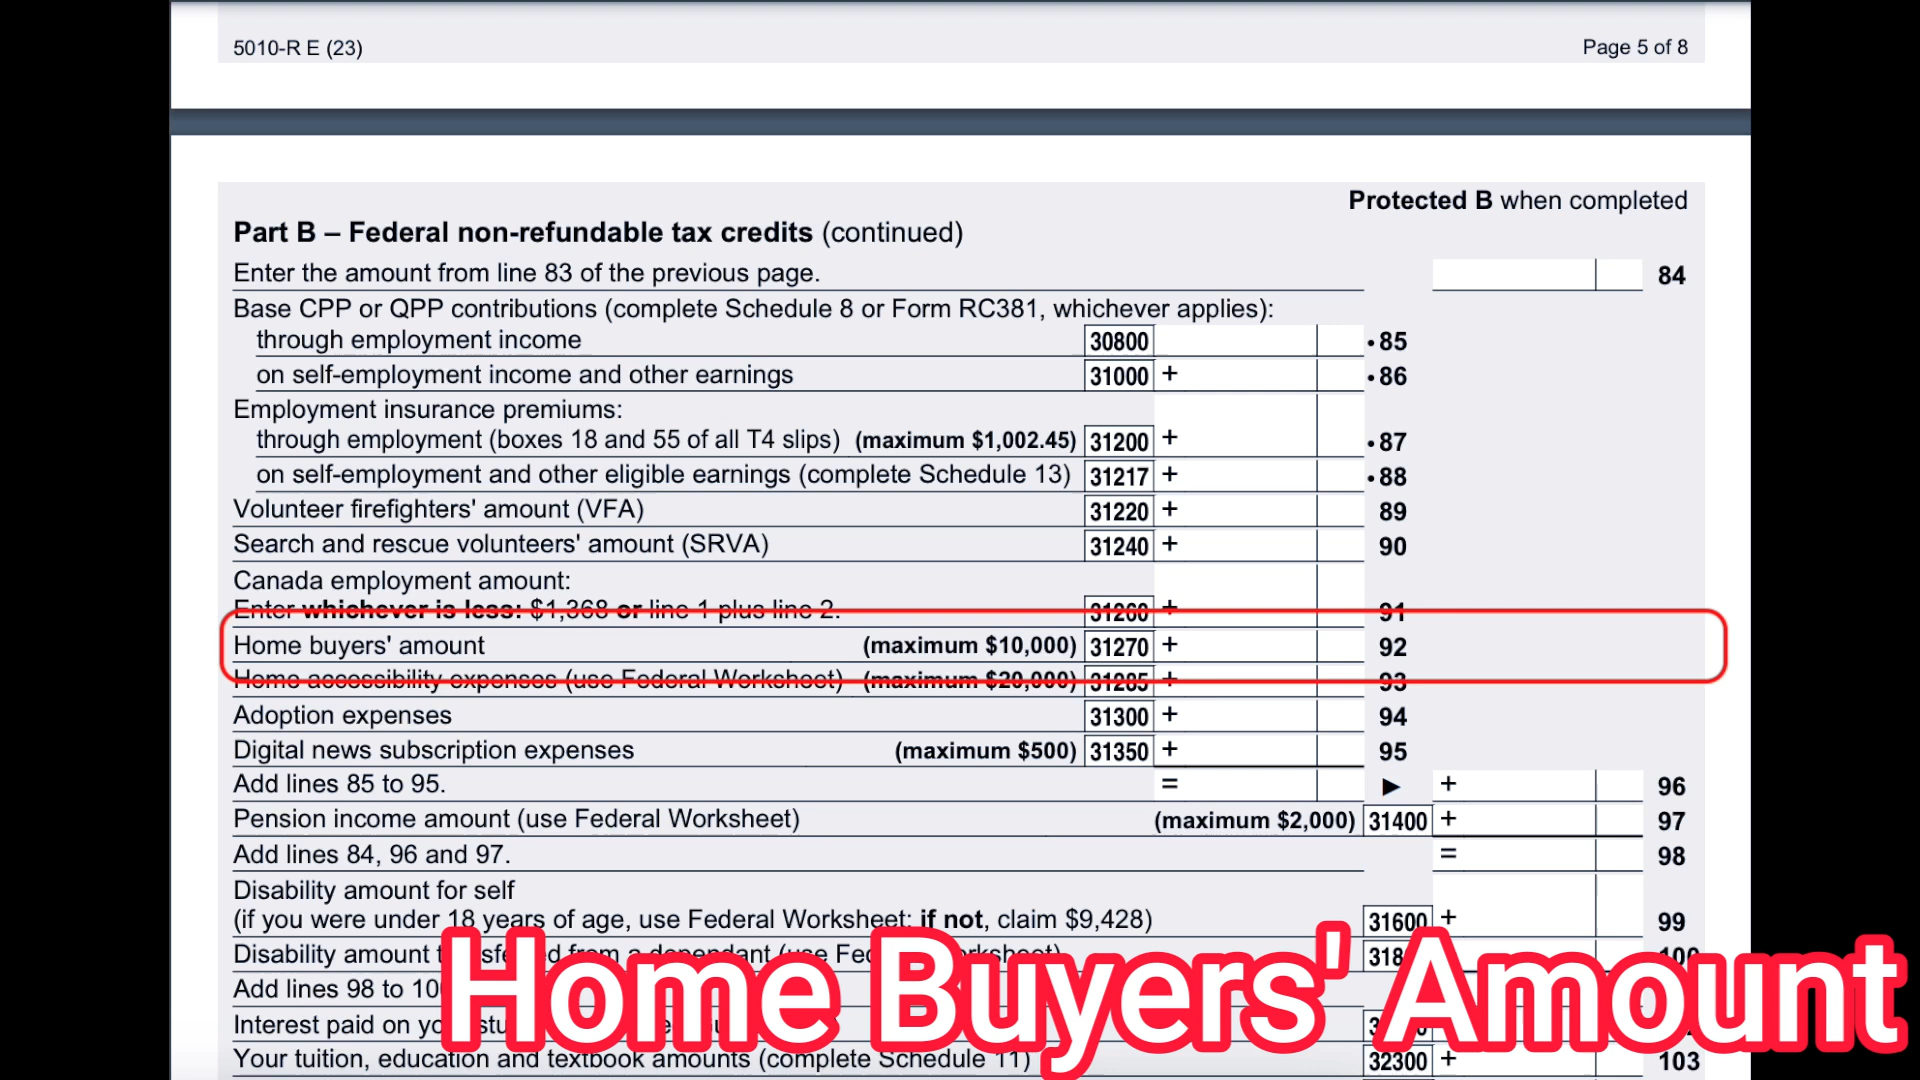 5010-R E (23) Page 5 of 8
Protected B when completed
Part B – Federal non-refundable tax credits (continued)
Enter the amount from line 83 of the previous page. 84
Base CPP or QPP contributions (complete Schedule 8 or Form RC381, whichever applies):
through employment income 30800 •85
on self-employment income and other earnings 31000 + •86
Employment insurance premiums:
through employment (boxes 18 and 55 of all T4 slips) (maximum $1,002.45) 31200 + •87
on self-employment and other eligible earnings (complete Schedule 13) 31217 + •88
Volunteer firefighters' amount (VFA) 31220 + 89
Search and rescue volunteers' amount (SRVA) 31240 + 90
Canada employment amount:
Enter whichever is less: $1,368 or line 1 plus line 2. 31260 + 91
Home buyers' amount (maximum $10,000) 31270 + 92
Home accessibility expenses (use Federal Worksheet) (maximum $20,000) 31285 + 93
Adoption expenses 31300 + 94
Digital news subscription expenses (maximum $500) 31350 + 95
Add lines 85 to 95. = ► + 96
Pension income amount (use Federal Worksheet) (maximum $2,000) 31400 + 97
Add lines 84, 96 and 97. = 98
Disability amount for self
(if you were under 18 years of age, use Federal Worksheet; if not, claim $9,428) 31600 + 99
Disability amount from a dependant 100
Add lines 98 to
Interest paid on
Your tuition, education and textbook amounts (complete Schedule 11) 32300 + 103
Home Buyers' Amount